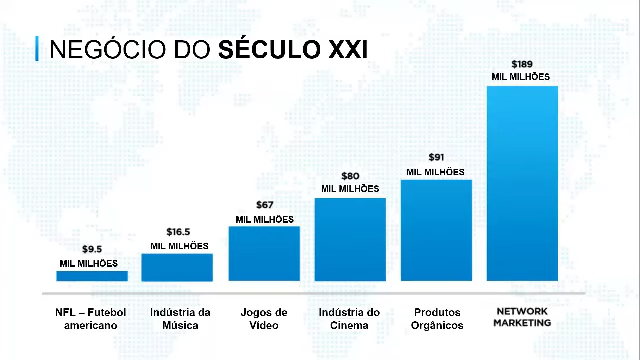 NEGÓCIO DO SÉCULO XXI
$189
MIL MILHÕES
$91
MIL MILHÕES
$80
MIL MILHÕES
$67
MIL MILHÕES
$16.5
MIL MILHÕES
$9.5
MIL MILHÕES
NFL – Futebol
americano
Indústria da
Música
Jogos de
Vídeo
Indústria do
Cinema
Produtos
Orgânicos
NETWORK
MARKETING